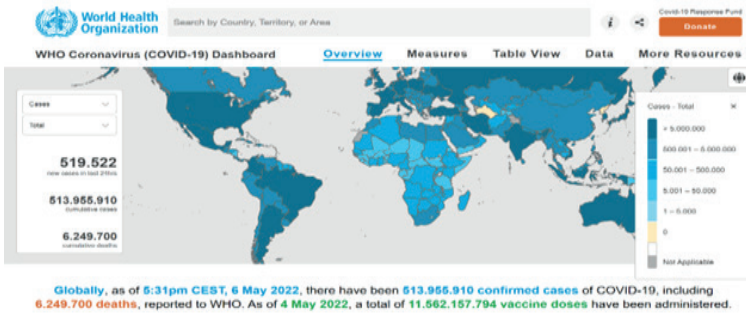 World Health
Organization
Search by Country, Territory, or Area
i
Covid-19 Response Fund
Donate
WHO Coronavirus (COVID-19) Dashboard
Overview
Measures
Table View
Data
More Resources
Cases
Total
519.522
new cases in last 24hrs
513.955.910
cumulative cases
6.249.700
cumulative deaths
Cases - Total
×
> 5.000.000
500.001 – 5.000.000
50.001 – 500.000
5.001 – 50.000
1 – 5.000
0
Not Applicable
Globally, as of 5:31pm CEST, 6 May 2022, there have been 513.955.910 confirmed cases of COVID-19, including
6.249.700 deaths, reported to WHO. As of 4 May 2022, a total of 11.562.157.794 vaccine doses have been administered.